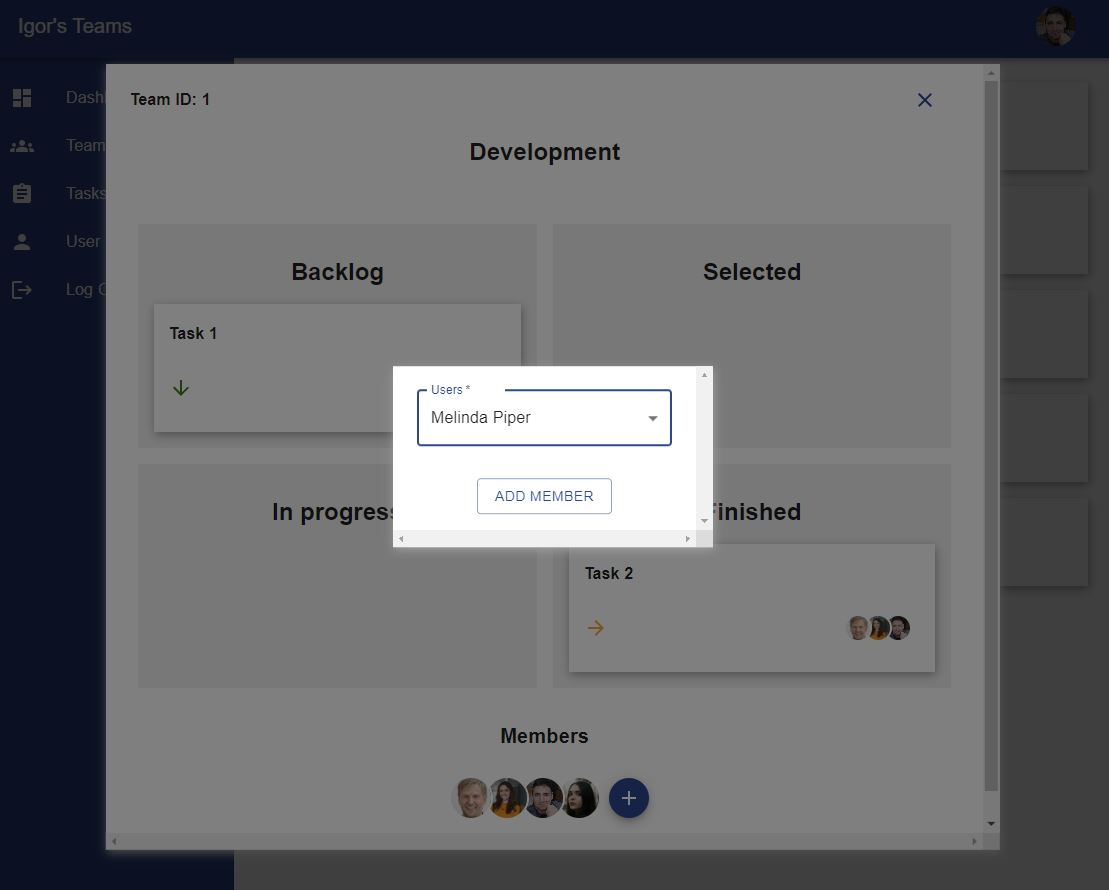 Igor's Teams
Dash
Team
Tasks
User
Log
Team ID: 1
Development
Backlog
Selected
Task 1
Users *
Melinda Piper
ADD MEMBER
In progress
Finished
Task 2
Members